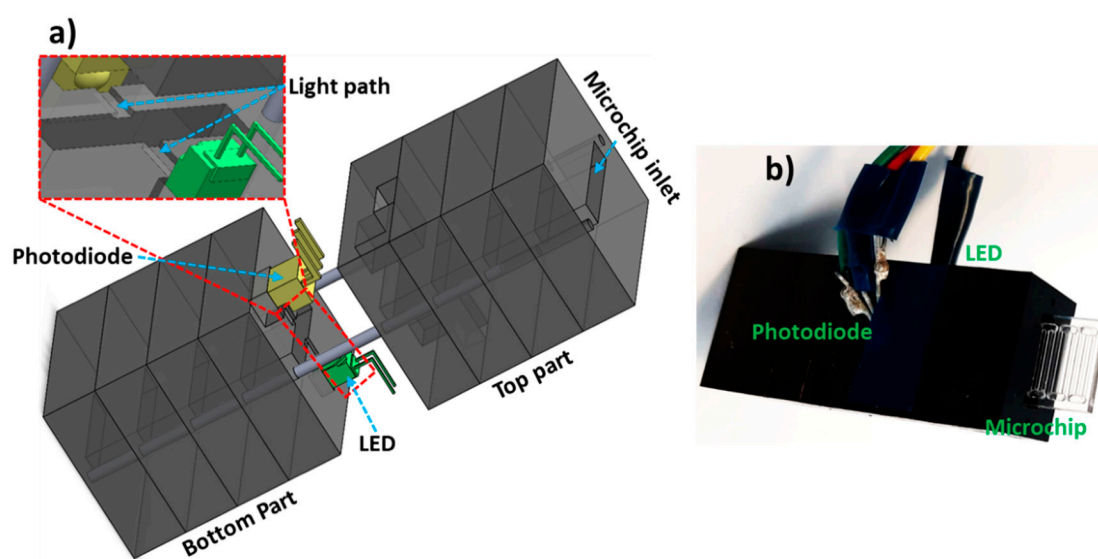 a)
Light path
Microchip inlet
Photodiode
Top part
LED
Bottom Part
b)
LED
Photodiode
Microchip